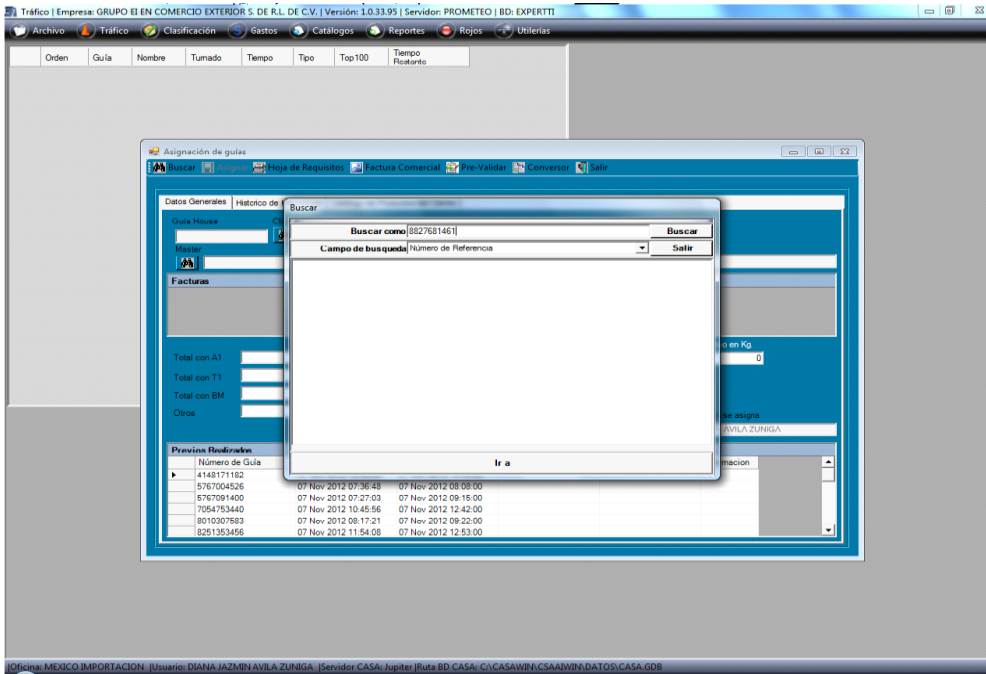 Tráfico | Empresa: GRUPO EI EN COMERCIO EXTERIOR S. DE R.L. DE C.V. | Versión: 1.0.33.95 | Servidor: PROMETEO | BD: EXPERTTI
Archivo Tráfico Clasificación Gastos Catálogos Reportes Rojos Utilerías
Orden Guía Nombre Turnado Tiempo Tipo Top100 Tiempo Restante
Asignación de guías
Buscar Asignar Hoja de Requisitos Factura Comercial Pre-Validar Conversor Salir
Datos Generales Historico de
Buscar
Guía House
Buscar como 8827681461 Buscar
Master
Campo de busqueda Número de Referencia Salir
Facturas
o en Kg.
Total con A1 0
Total con T1
Total con BM
Otros se asigna
AVILA ZUNIGA
Previos Realizados
Ir a
Número de Guía macion
4148171182
5767004526 07 Nov 2012 07:36:48 07 Nov 2012 08:08:00
5767091400 07 Nov 2012 07:27:03 07 Nov 2012 09:15:00
7054753440 07 Nov 2012 10:45:56 07 Nov 2012 12:42:00
8010307583 07 Nov 2012 08:17:21 07 Nov 2012 09:22:00
8251353456 07 Nov 2012 11:54:08 07 Nov 2012 12:53:00
|Oficina: MEXICO IMPORTACION |Usuario: DIANA JAZMIN AVILA ZUNIGA |Servidor CASA: Jupiter |Ruta BD CASA: C:\CASAWIN\CSAAIWIN\DATOS\CASA.GDB